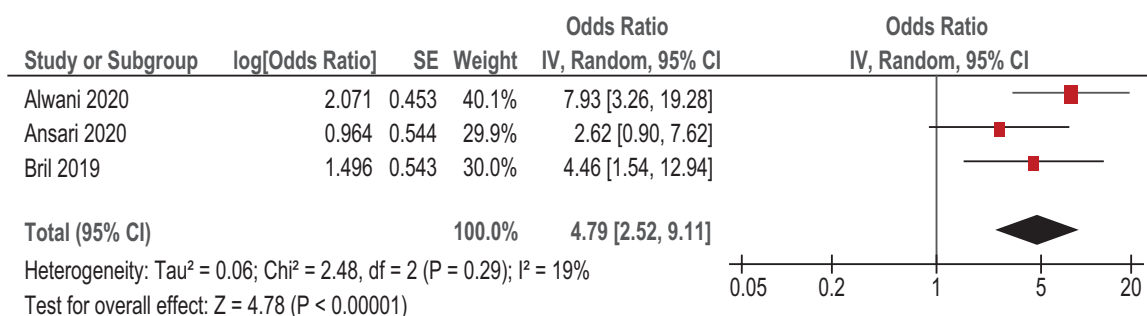 Odds Ratio Odds Ratio
Study or Subgroup log[Odds Ratio] SE Weight IV, Random, 95% CI IV, Random, 95% CI
Alwani 2020 2.071 0.453 40.1% 7.93 [3.26, 19.28]
Ansari 2020 0.964 0.544 29.9% 2.62 [0.90, 7.62]
Bril 2019 1.496 0.543 30.0% 4.46 [1.54, 12.94]
Total (95% CI) 100.0% 4.79 [2.52, 9.11]
Heterogeneity: Tau² = 0.06; Chi² = 2.48, df = 2 (P = 0.29); I² = 19%
Test for overall effect: Z = 4.78 (P < 0.00001)
0.05 0.2 1 5 20